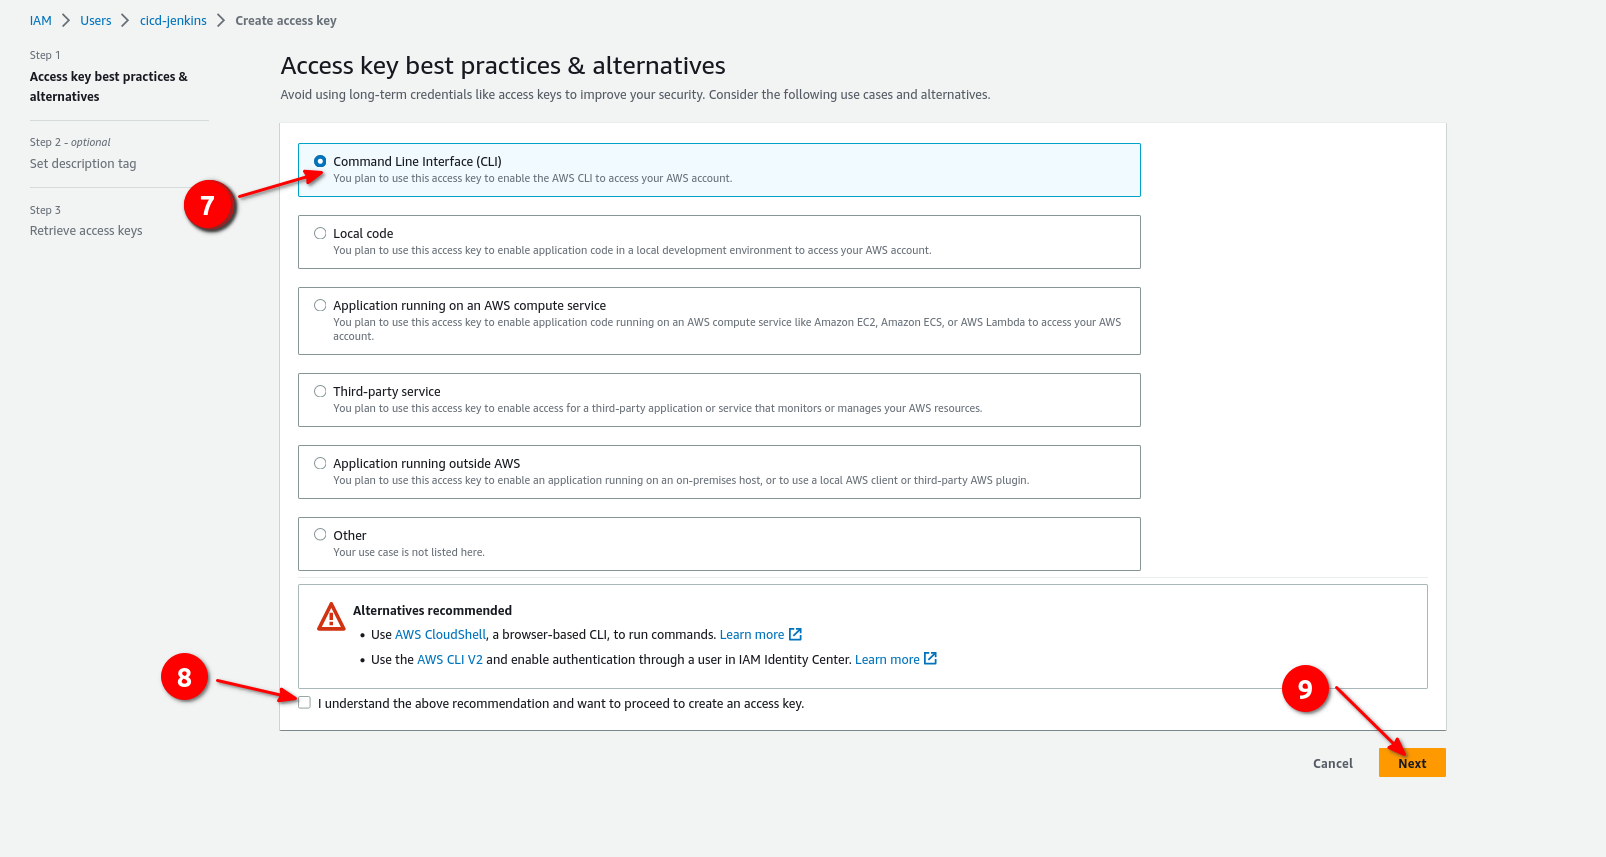 IAM > Users > cicd-jenkins > Create access key
Step 1
Access key best practices &
alternatives
Step 2 - optional
Set description tag
Step 3
Retrieve access keys
Access key best practices & alternatives
Avoid using long-term credentials like access keys to improve your security. Consider the following use cases and alternatives.
7
Command Line Interface (CLI)
You plan to use this access key to enable the AWS CLI to access your AWS account.
Local code
You plan to use this access key to enable application code in a local development environment to access your AWS account.
Application running on an AWS compute service
You plan to use this access key to enable application code running on an AWS compute service like Amazon EC2, Amazon ECS, or AWS Lambda to access your AWS
account.
Third-party service
You plan to use this access key to enable access for a third-party application or service that monitors or manages your AWS resources.
Application running outside AWS
You plan to use this access key to enable an application running on an on-premises host, or to use a local AWS client or third-party AWS plugin.
Other
Your use case is not listed here.
Alternatives recommended
• Use AWS CloudShell, a browser-based CLI, to run commands. Learn more
• Use the AWS CLI V2 and enable authentication through a user in IAM Identity Center. Learn more
8
I understand the above recommendation and want to proceed to create an access key.
9
Cancel
Next